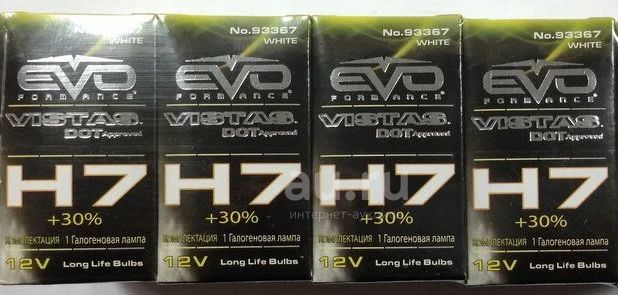 No.93367
WHITE
EVO
FORMANCE
VISTAS
DOT Approved
H7
+30%
КОМПЛЕКТАЦИЯ 1 Галогеновая лампа
12V Long Life Bulbs
No.93367
WHITE
EVO
FORMANCE
VISTAS
DOT Approved
H7
+30%
КОМПЛЕКТАЦИЯ 1 Галогеновая лампа
12V Long Life Bulbs
No.93367
WHITE
EVO
FORMANCE
VISTAS
DOT Approved
H7
+30%
КОМПЛЕКТАЦИЯ 1 Галогеновая лампа
12V Long Life Bulbs
No.93367
WHITE
EVO
FORMANCE
VISTAS
DOT Approved
H7
+30%
КОМПЛЕКТАЦИЯ 1 Галогеновая лампа
12V Long Life Bulbs
au.ru